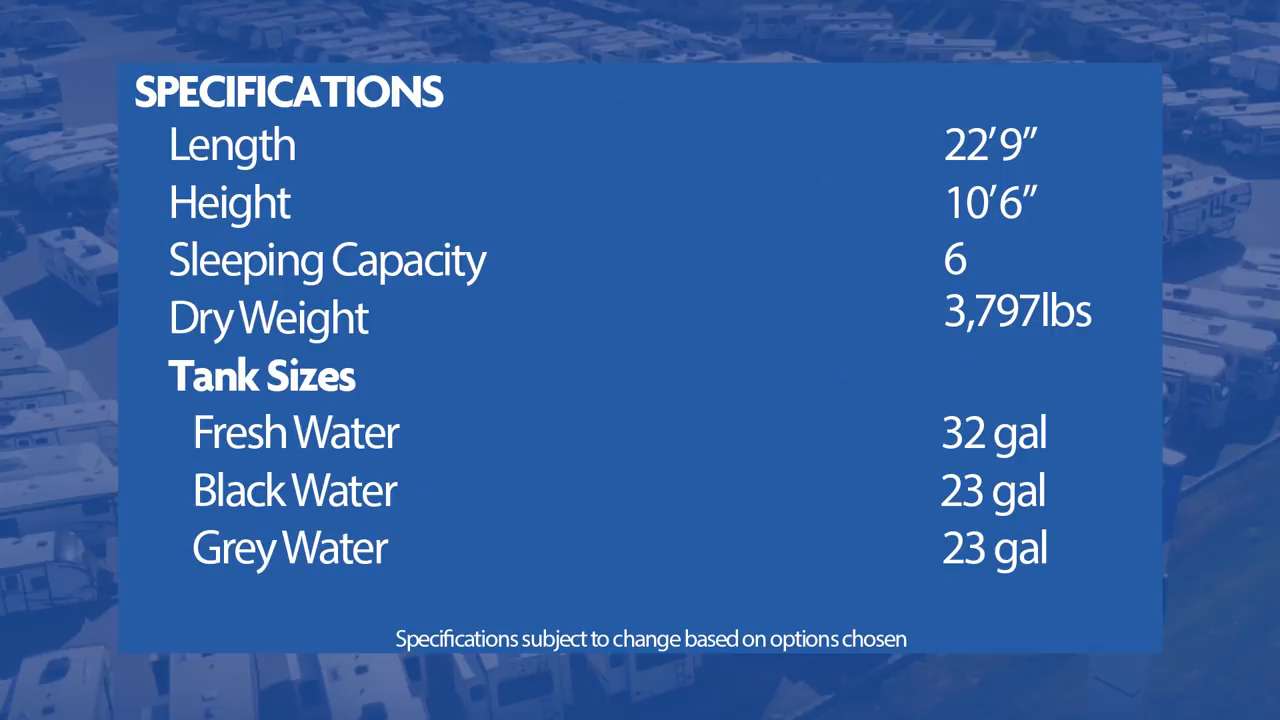 SPECIFICATIONS
Length 22’9”
Height 10’6”
Sleeping Capacity 6
Dry Weight 3,797lbs
Tank Sizes
Fresh Water 32 gal
Black Water 23 gal
Grey Water 23 gal
Specifications subject to change based on options chosen